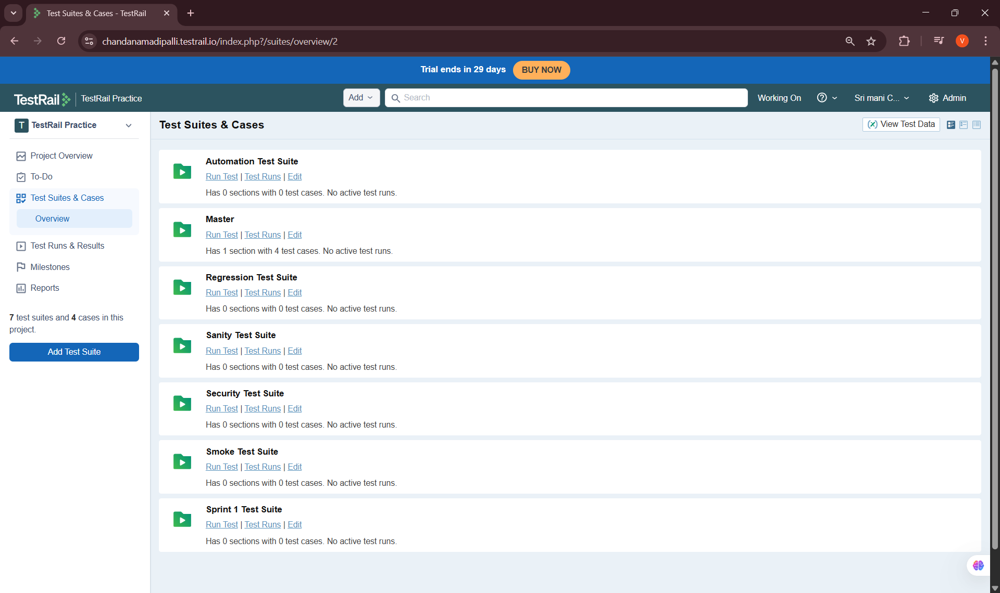 Test Suites & Cases - TestRail
chandanamadipalli.testrail.io/index.php?/suites/overview/2
V
Trial ends in 29 days BUY NOW
TestRail TestRail Practice Add Search Working On Sri mani C... Admin
T TestRail Practice
Project Overview
To-Do
Test Suites & Cases
Overview
Test Runs & Results
Milestones
Reports
7 test suites and 4 cases in this
project.
Add Test Suite
Test Suites & Cases View Test Data
Automation Test Suite
Run Test | Test Runs | Edit
Has 0 sections with 0 test cases. No active test runs.
Master
Run Test | Test Runs | Edit
Has 1 section with 4 test cases. No active test runs.
Regression Test Suite
Run Test | Test Runs | Edit
Has 0 sections with 0 test cases. No active test runs.
Sanity Test Suite
Run Test | Test Runs | Edit
Has 0 sections with 0 test cases. No active test runs.
Security Test Suite
Run Test | Test Runs | Edit
Has 0 sections with 0 test cases. No active test runs.
Smoke Test Suite
Run Test | Test Runs | Edit
Has 0 sections with 0 test cases. No active test runs.
Sprint 1 Test Suite
Run Test | Test Runs | Edit
Has 0 sections with 0 test cases. No active test runs.